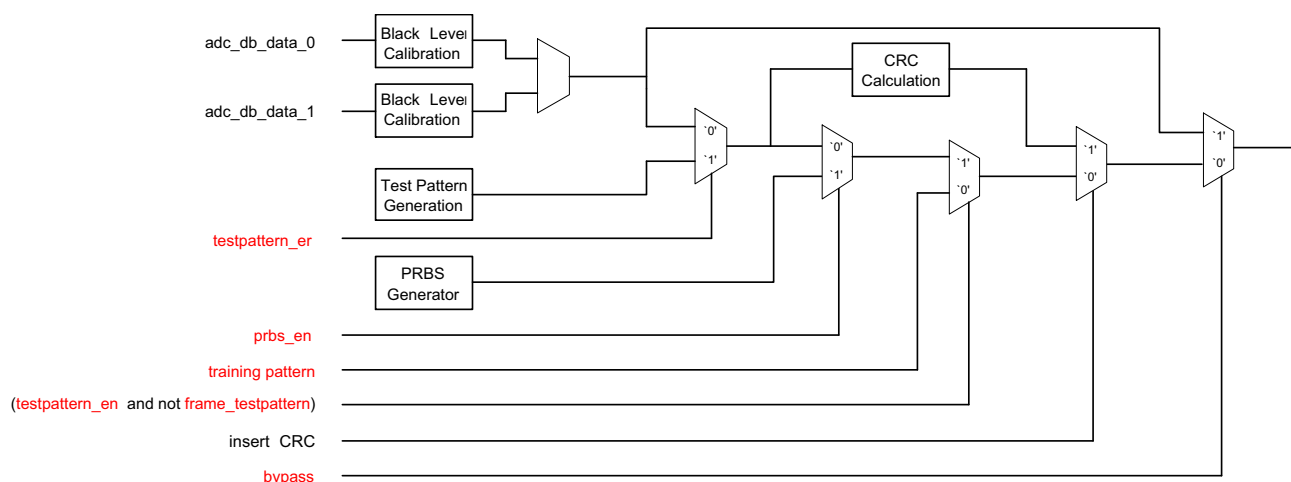 adc_db_data_0
Black Level
Calibration
CRC
Calculation
adc_db_data_1
Black Level
Calibration
`0'
`1'
`0'
`1'
`1'
`0'
`1'
`0'
`1'
`0'
Test Pattern
Generation
testpattern_er
PRBS
Generator
prbs_en
training pattern
(testpattern_en and not frame_testpattern)
insert CRC
bypass